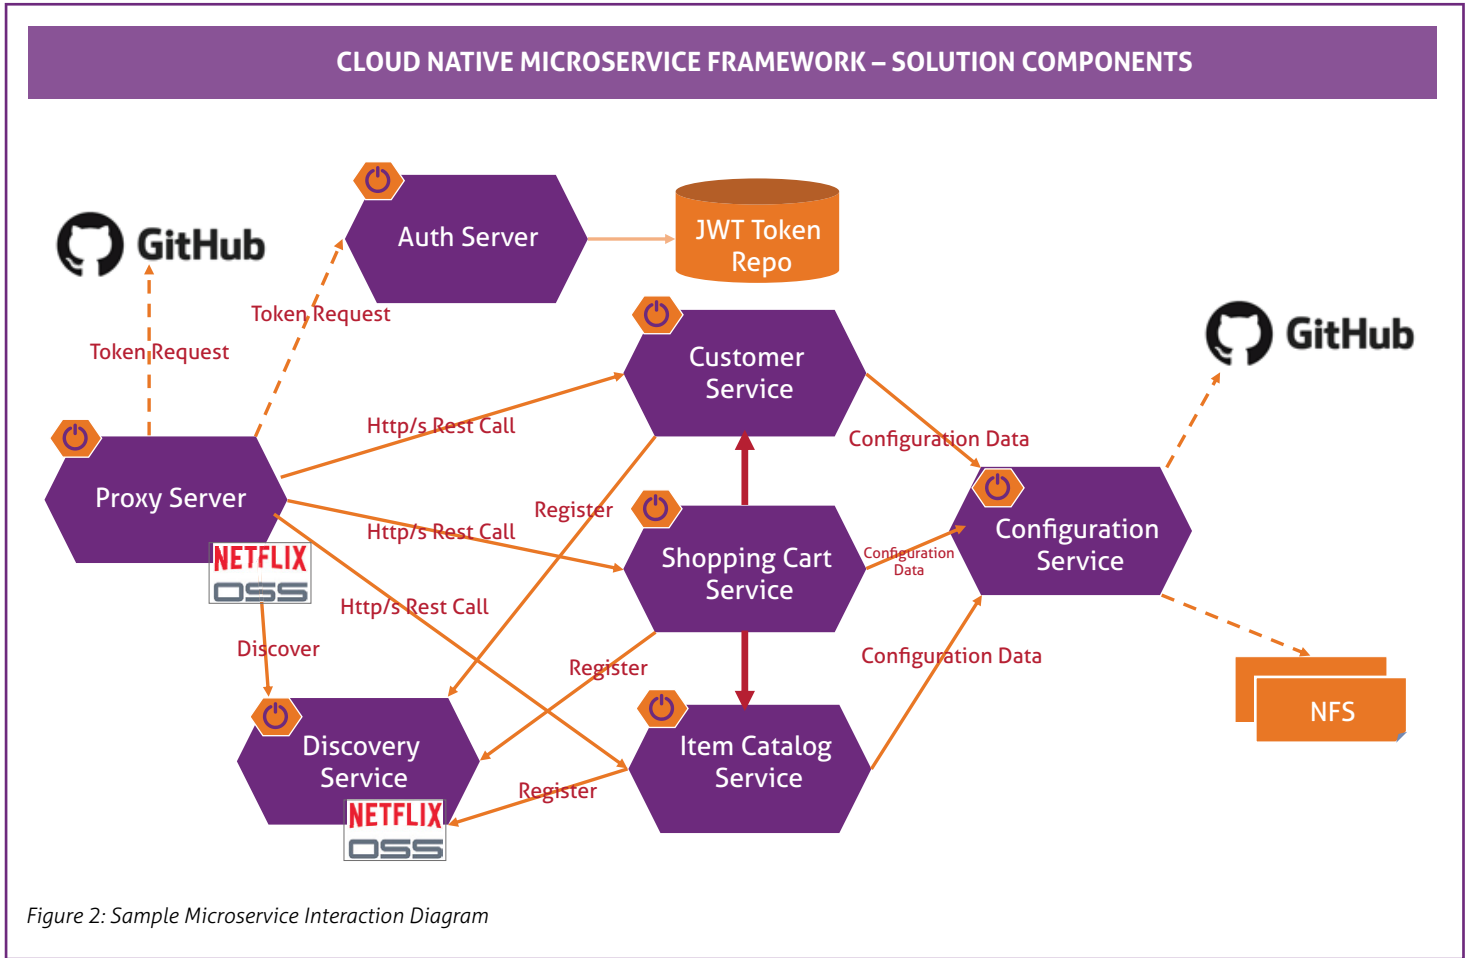 CLOUD NATIVE MICROSERVICE FRAMEWORK – SOLUTION COMPONENTS
GitHub
Auth Server
JWT Token
Repo
Token Request
Token Request
Customer
Service
GitHub
Http/s Rest Call
Configuration Data
Proxy Server
NETFLIX
OSS
Register
Http/s Rest Call
Shopping Cart
Service
Configuration
Data
Configuration
Service
Http/s Rest Call
Discover
Register
Configuration Data
Discovery
Service
NETFLIX
OSS
Register
Item Catalog
Service
NFS
Figure 2: Sample Microservice Interaction Diagram